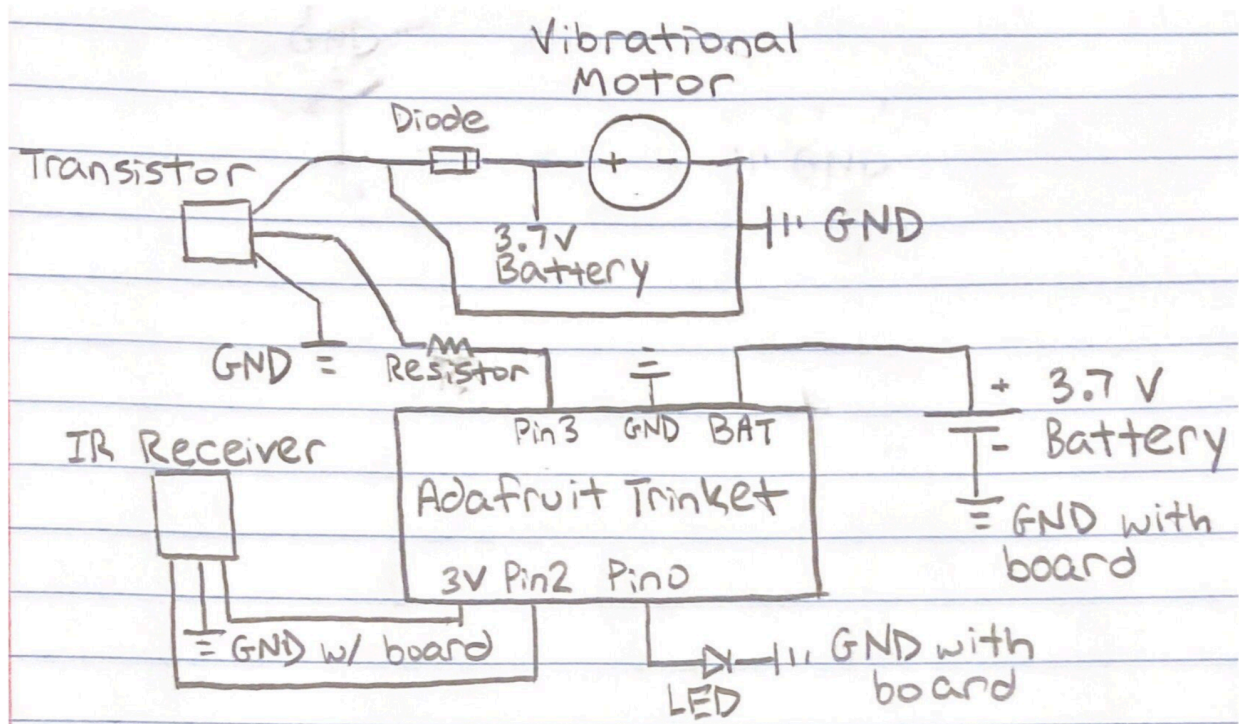 Vibrational
Motor
Diode
Transistor
+ -
GND
3.7V
Battery
GND
Resistor
Pin3 GND BAT
+ 3.7 V
- Battery
IR Receiver
Adafruit Trinket
GND with
board
3V Pin2 Pin0
GND w/ board
GND with
board
LED